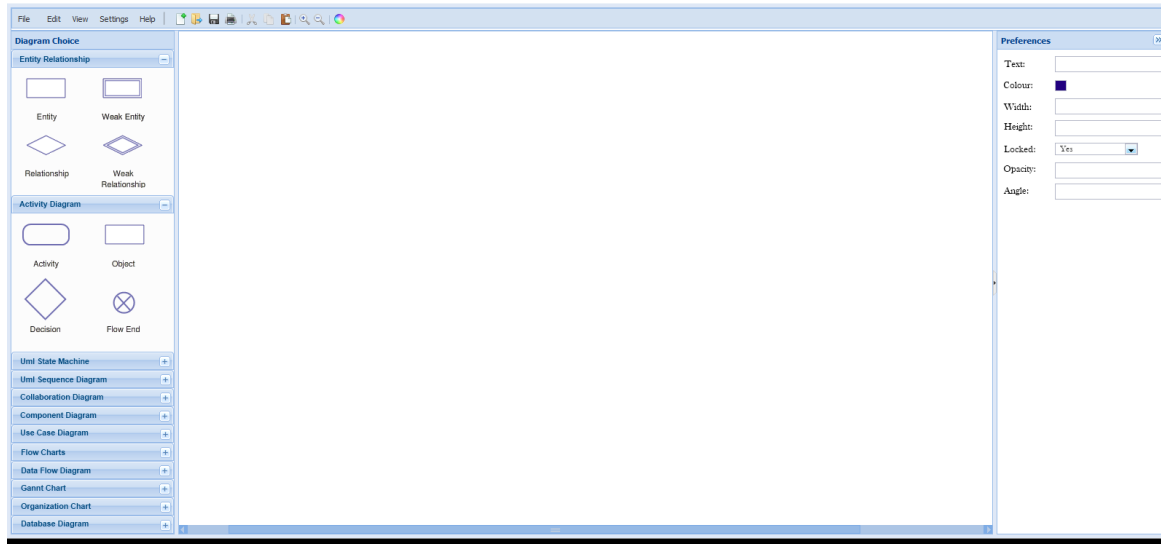 File Edit View Settings Help
Diagram Choice
Entity Relationship
Entity Weak Entity
Relationship Weak
Relationship
Activity Diagram
Activity Object
Decision Flow End
Uml State Machine
Uml Sequence Diagram
Collaboration Diagram
Component Diagram
Use Case Diagram
Flow Charts
Data Flow Diagram
Gannt Chart
Organization Chart
Database Diagram
Preferences
Text:
Colour:
Width:
Height:
Locked: Yes
Opacity:
Angle: